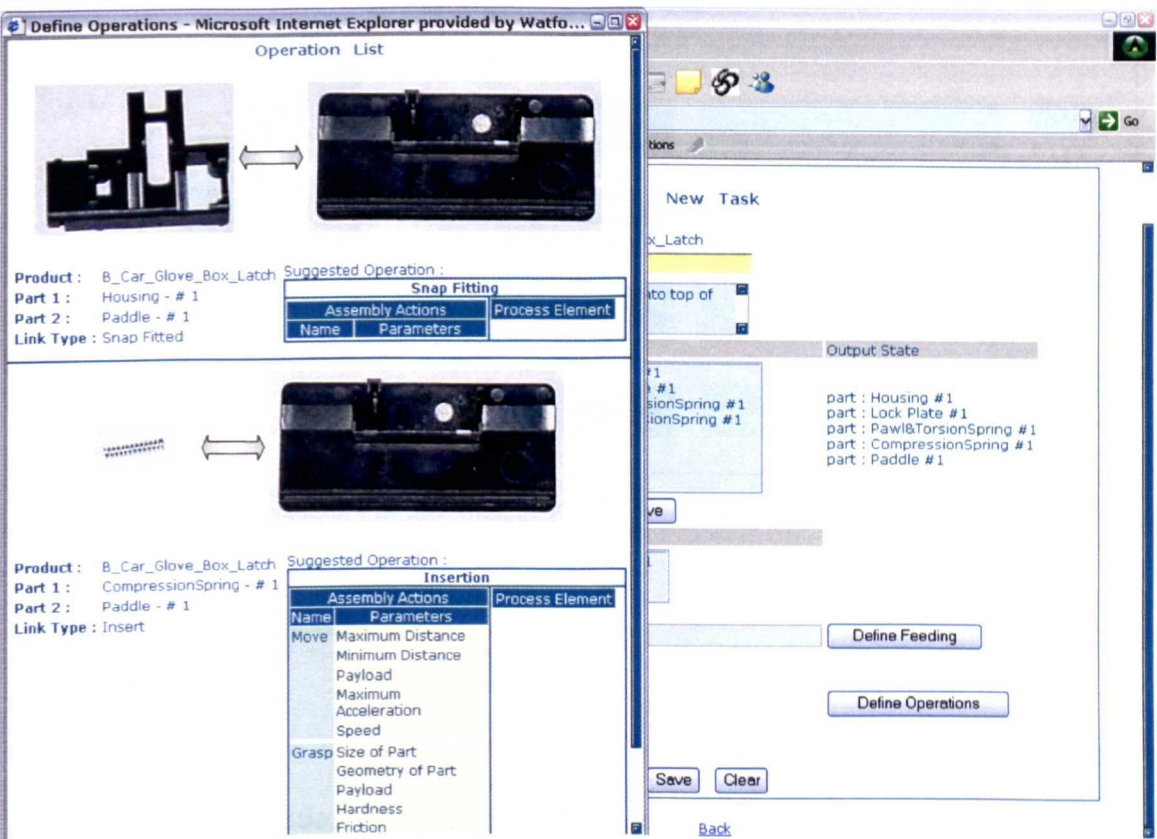 Define Operations - Microsoft Internet Explorer provided by Watfo...
Operation List
Product : B_Car_Glove_Box_Latch
Part 1 : Housing - # 1
Part 2 : Paddle - # 1
Link Type : Snap Fitted
Suggested Operation :
Snap Fitting
Assembly Actions Process Element
Name Parameters
Product : B_Car_Glove_Box_Latch
Part 1 : CompressionSpring - # 1
Part 2 : Paddle - # 1
Link Type : Insert
Suggested Operation :
Insertion
Assembly Actions Process Element
Name Parameters
Move Maximum Distance
Minimum Distance
Payload
Maximum
Acceleration
Speed
Grasp Size of Part
Geometry of Part
Payload
Hardness
Friction
Go
tions
New Task
x_Latch
top of
Output State
#1
#1
sionSpring #1
ionSpring #1
part : Housing #1
part : Lock Plate #1
part : Pawl&TorsionSpring #1
part : CompressionSpring #1
part : Paddle #1
ve
Define Feeding
Define Operations
Save Clear
Back